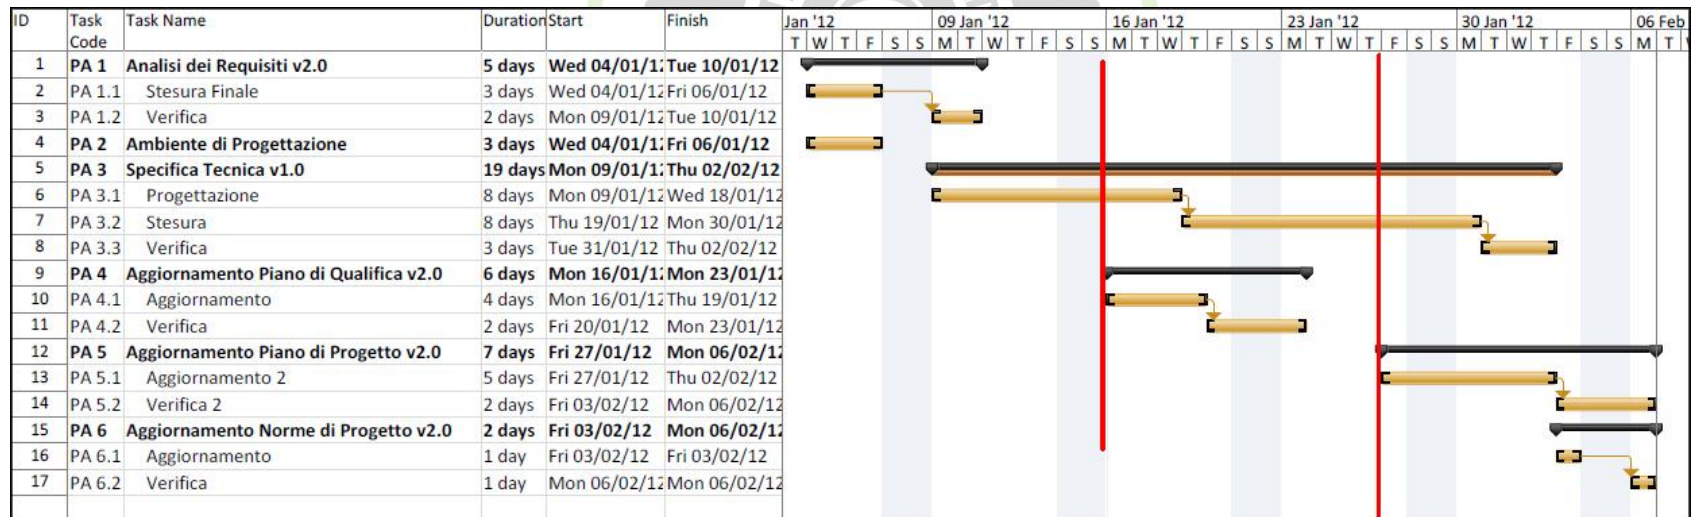 ID Task Code Task Name Duration Start Finish Jan '12 09 Jan '12 16 Jan '12 23 Jan '12 30 Jan '12 06 Feb
T W T F S S M T W T F S S M T W T F S S M T W T F S S M T W T F S S M T
1 PA 1 Analisi dei Requisiti v2.0 5 days Wed 04/01/12 Tue 10/01/12
2 PA 1.1 Stesura Finale 3 days Wed 04/01/12 Fri 06/01/12
3 PA 1.2 Verifica 2 days Mon 09/01/12 Tue 10/01/12
4 PA 2 Ambiente di Progettazione 3 days Wed 04/01/12 Fri 06/01/12
5 PA 3 Specifica Tecnica v1.0 19 days Mon 09/01/12 Thu 02/02/12
6 PA 3.1 Progettazione 8 days Mon 09/01/12 Wed 18/01/12
7 PA 3.2 Stesura 8 days Thu 19/01/12 Mon 30/01/12
8 PA 3.3 Verifica 3 days Tue 31/01/12 Thu 02/02/12
9 PA 4 Aggiornamento Piano di Qualifica v2.0 6 days Mon 16/01/12 Mon 23/01/12
10 PA 4.1 Aggiornamento 4 days Mon 16/01/12 Thu 19/01/12
11 PA 4.2 Verifica 2 days Fri 20/01/12 Mon 23/01/12
12 PA 5 Aggiornamento Piano di Progetto v2.0 7 days Fri 27/01/12 Mon 06/02/12
13 PA 5.1 Aggiornamento 2 5 days Fri 27/01/12 Thu 02/02/12
14 PA 5.2 Verifica 2 2 days Fri 03/02/12 Mon 06/02/12
15 PA 6 Aggiornamento Norme di Progetto v2.0 2 days Fri 03/02/12 Mon 06/02/12
16 PA 6.1 Aggiornamento 1 day Fri 03/02/12 Fri 03/02/12
17 PA 6.2 Verifica 1 day Mon 06/02/12 Mon 06/02/12